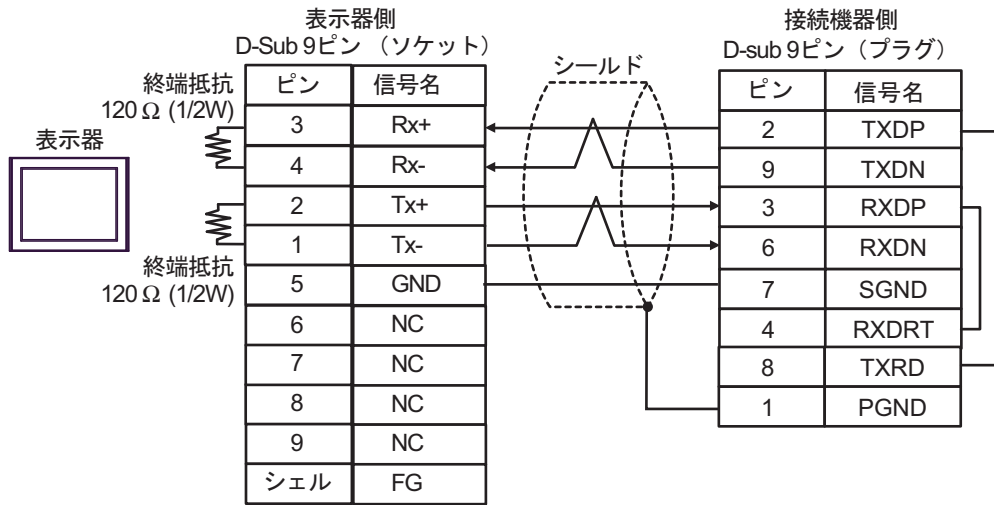 表示器側
D-Sub 9ピン （ソケット）
接続機器側
D-sub 9ピン（プラグ）
シールド
終端抵抗
120 Ω (1/2W)
表示器
終端抵抗
120 Ω (1/2W)
ピン 信号名
3 Rx+
4 Rx-
2 Tx+
1 Tx-
5 GND
6 NC
7 NC
8 NC
9 NC
シェル FG
ピン 信号名
2 TXDP
9 TXDN
3 RXDP
6 RXDN
7 SGND
4 RXDRT
8 TXRD
1 PGND